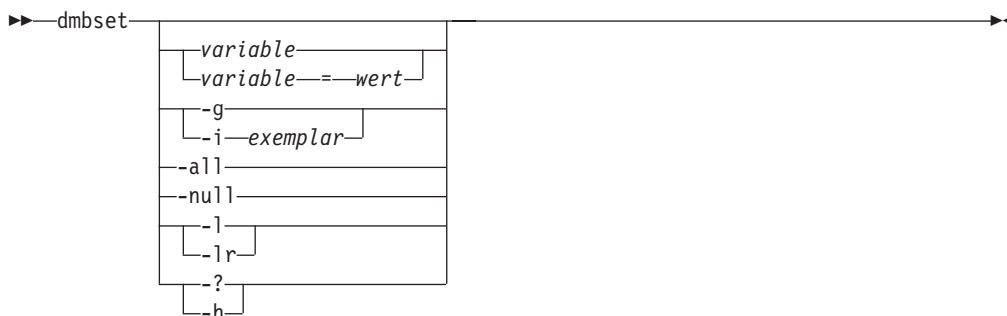 dmbset
variable
variable = wert
-g
-i exemplar
-all
-null
-l
-lr
-?
-h